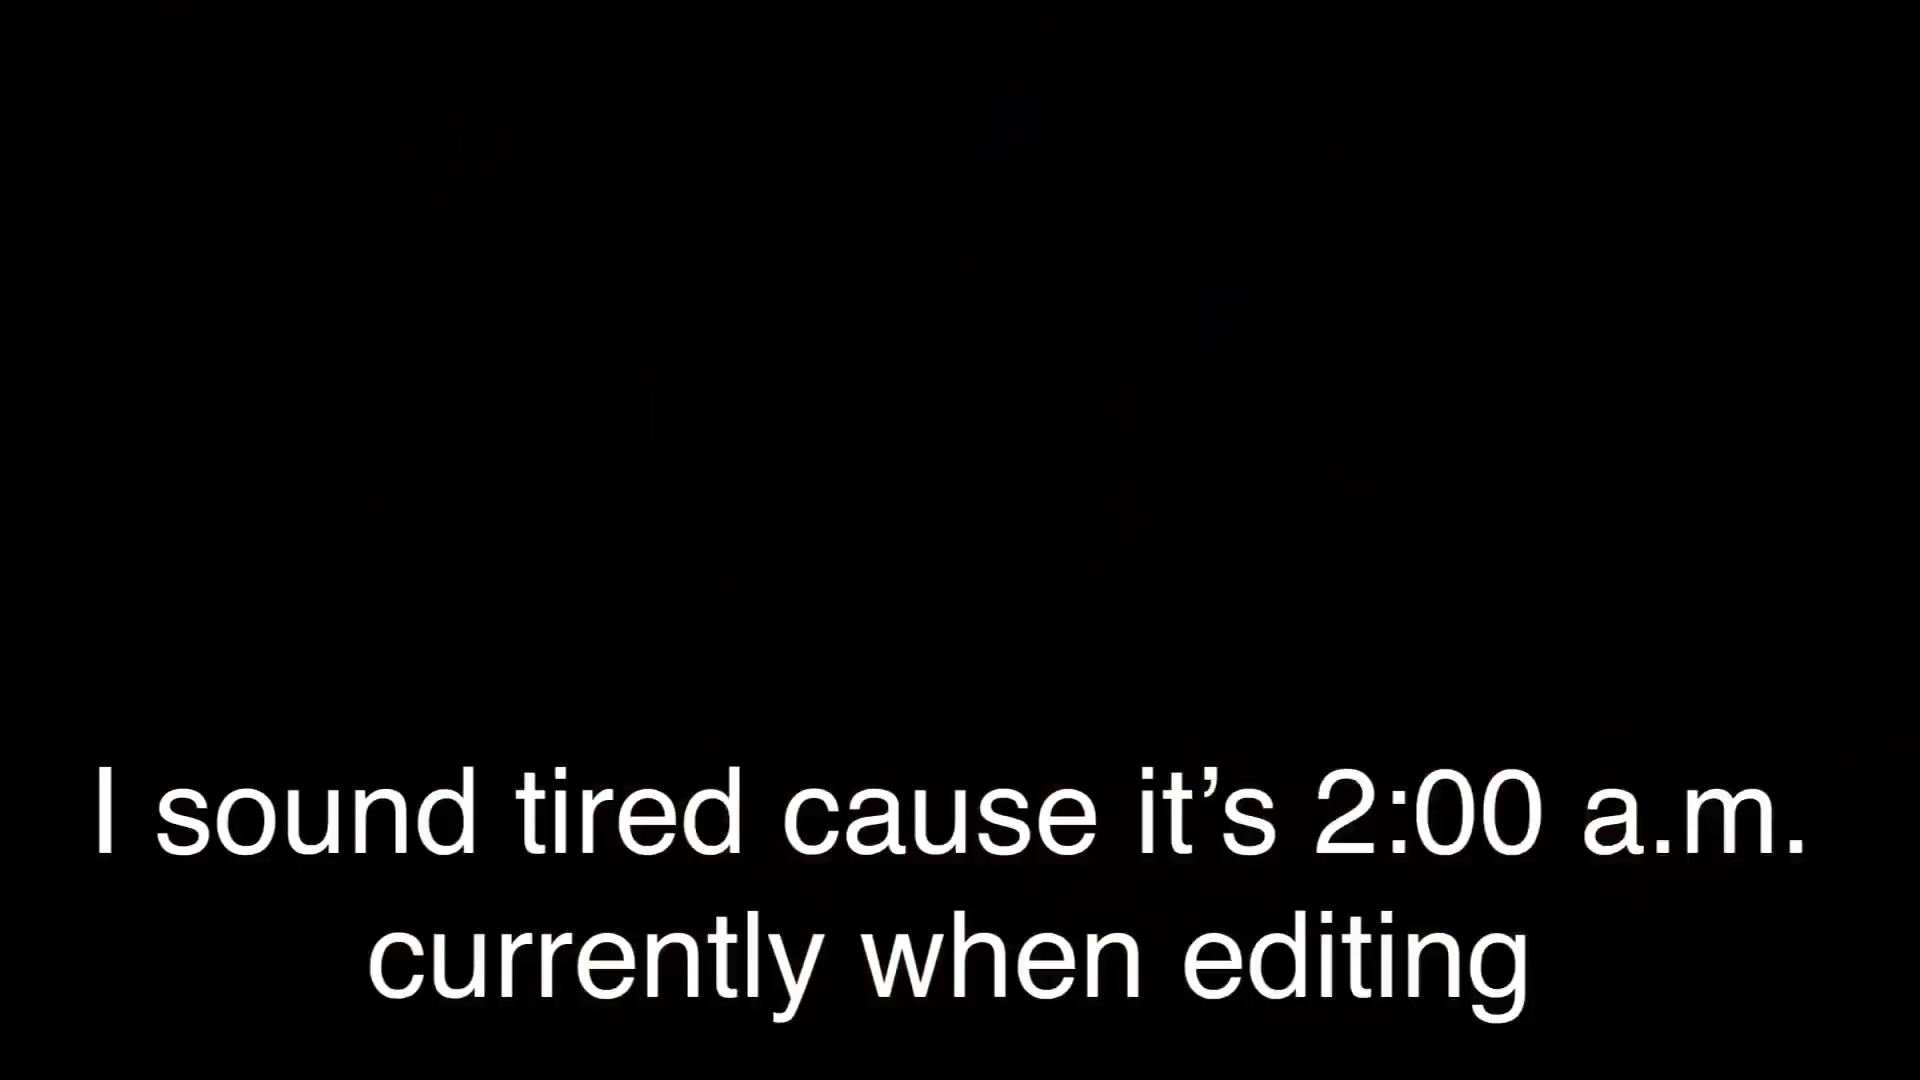 I sound tired cause it’s 2:00 a.m.
currently when editing